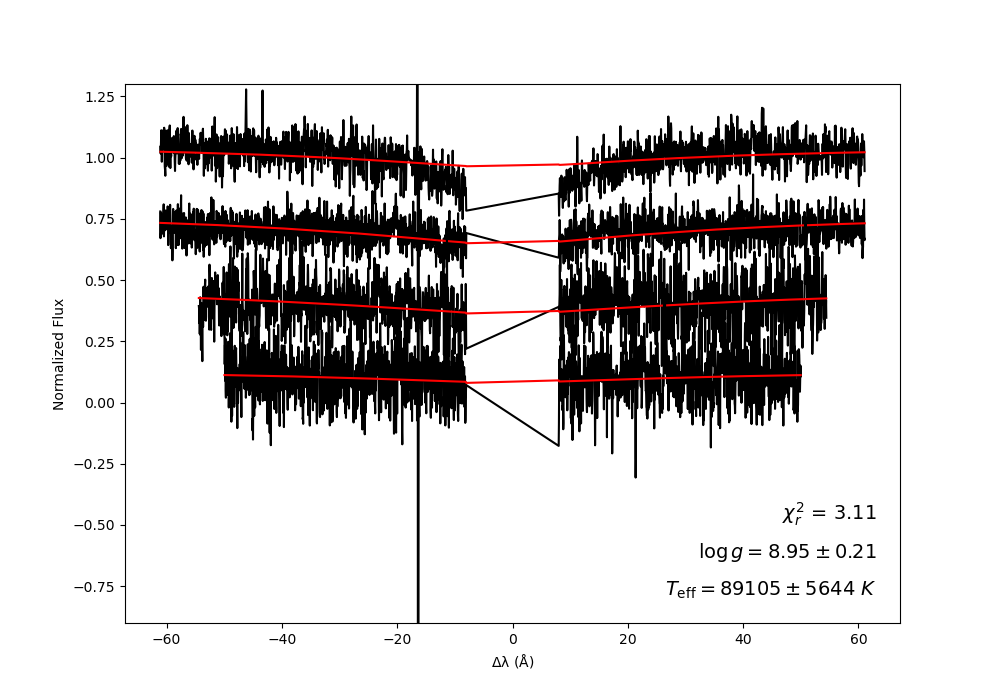 1.25
1.00
0.75
0.50
0.25
0.00
−0.25
−0.50
−0.75
Normalized Flux
χ²ᵣ = 3.11
log g = 8.95 ± 0.21
T_eff = 89105 ± 5644 K
−60 −40 −20 0 20 40 60
Δλ (Å)